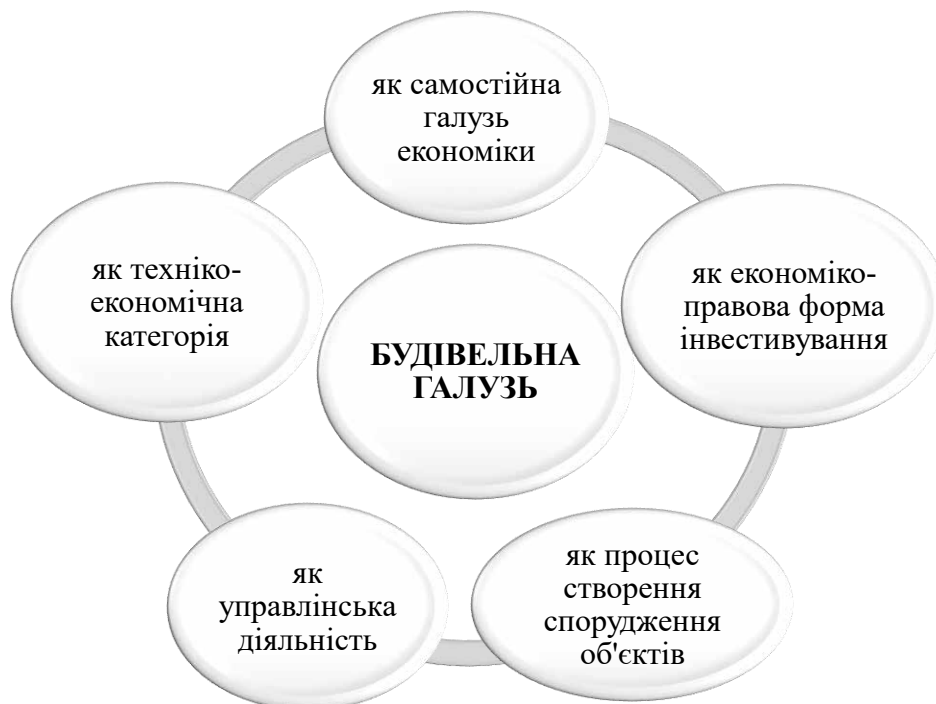 як самостійна
галузь
економіки
як техніко-
економічна
категорія
як економіко-
правова форма
інвестивування
БУДІВЕЛЬНА
ГАЛУЗЬ
як
управлінська
діяльність
як процес
створення
спорудження
об'єктів